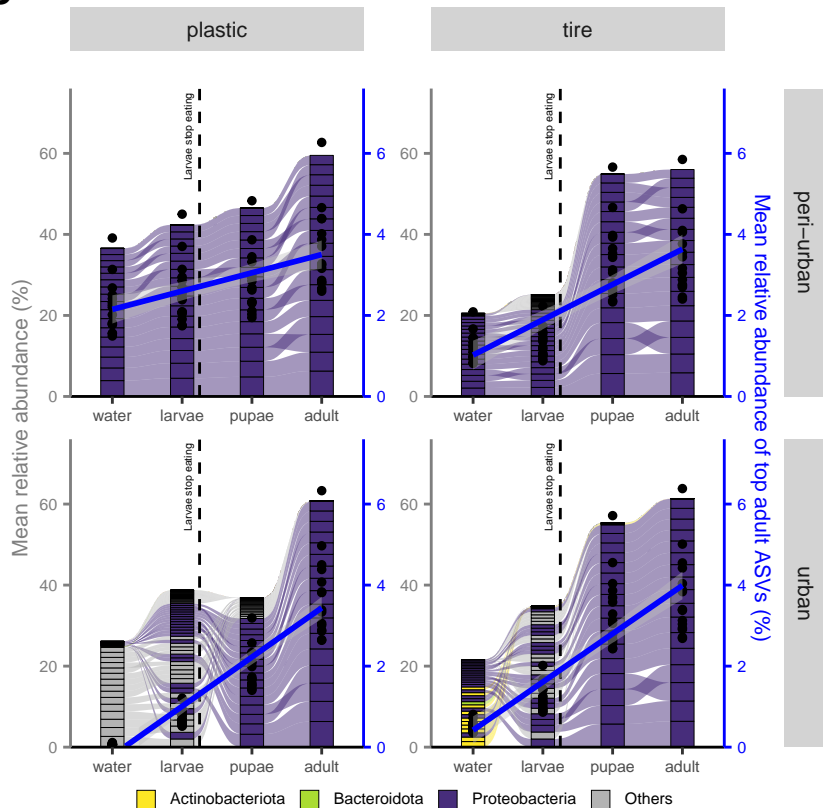 plastic
tire
Larvae stop eating
Larvae stop eating
60
40
20
0
6
4
2
0
60
40
20
0
6
4
2
0
water
larvae
pupae
adult
water
larvae
pupae
adult
peri−urban
Mean relative abundance (%)
Mean relative abundance of top adult ASVs (%)
Larvae stop eating
Larvae stop eating
60
40
20
0
6
4
2
0
60
40
20
0
6
4
2
0
water
larvae
pupae
adult
water
larvae
pupae
adult
urban
Actinobacteriota
Bacteroidota
Proteobacteria
Others